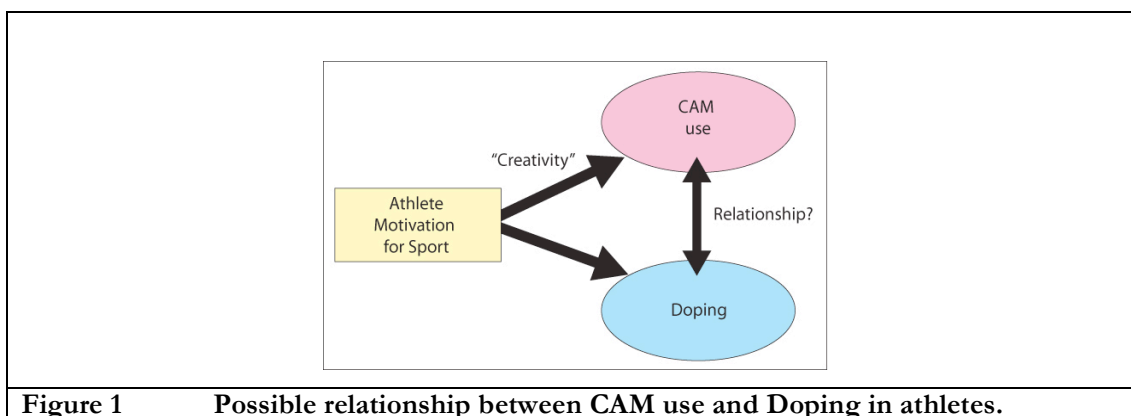 CAM
use
"Creativity"
Athlete
Motivation
for Sport
Relationship?
Doping
Figure 1 Possible relationship between CAM use and Doping in athletes.